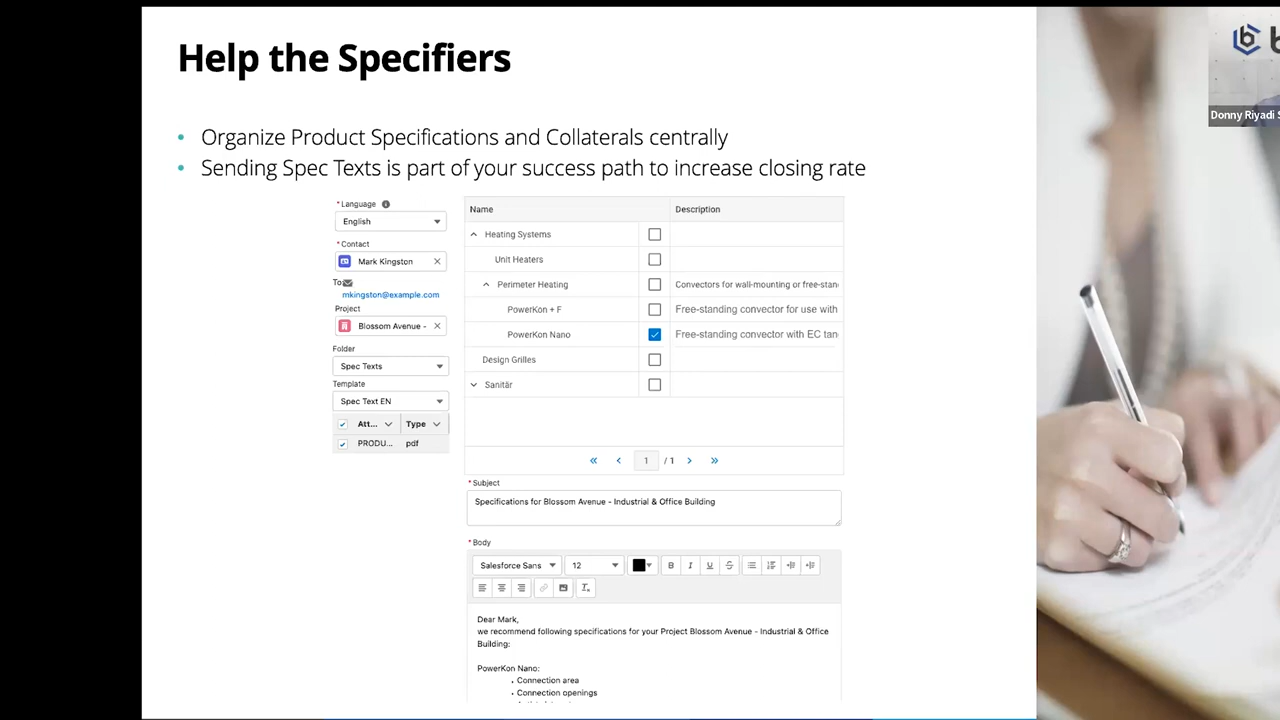 Help the Specifiers
• Organize Product Specifications and Collaterals centrally
• Sending Spec Texts is part of your success path to increase closing rate
* Language
English
* Contact
Mark Kingston
To
mkingston@example.com
Project
Blossom Avenue -
Folder
Spec Texts
Template
Spec Text EN
Att... Type
PRODU... pdf
Name Description
Heating Systems
Unit Heaters
Perimeter Heating Convectors for wall-mounting or free-stan
PowerKon + F Free-standing convector for use with
PowerKon Nano Free-standing convector with EC tan
Design Grilles
Sanitär
1 / 1
* Subject
Specifications for Blossom Avenue - Industrial & Office Building
* Body
Salesforce Sans 12 B I U S
Dear Mark,
we recommend following specifications for your Project Blossom Avenue - Industrial & Office
Building:
PowerKon Nano:
• Connection area
• Connection openings
Donny Riyadi S